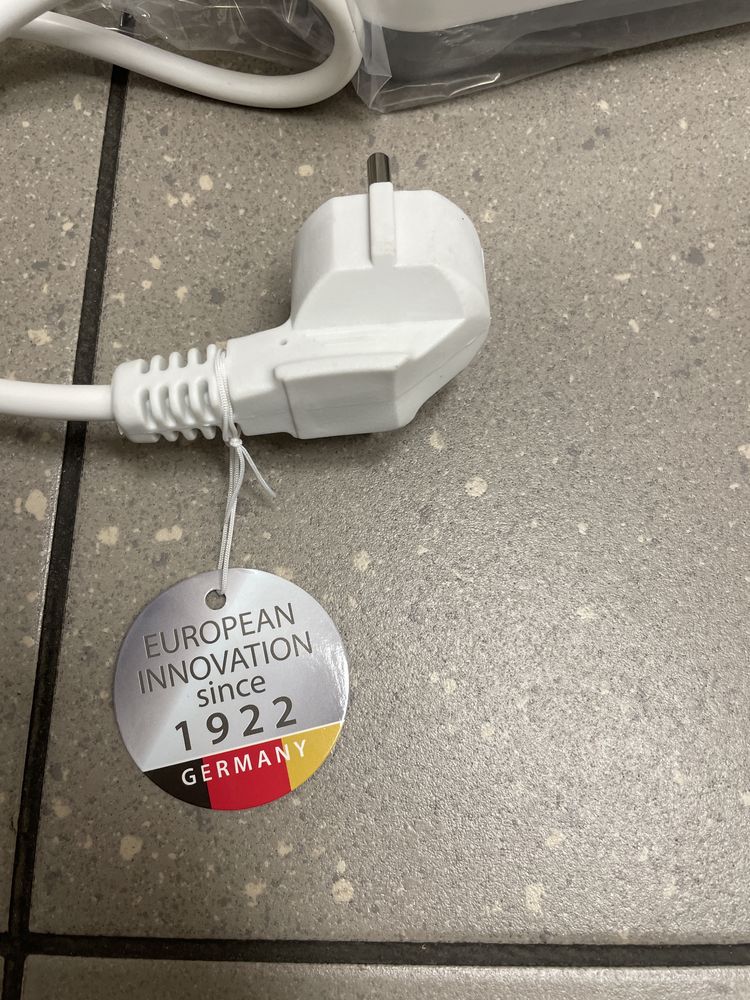 EUROPEAN
INNOVATION
since
1922
GERMANY